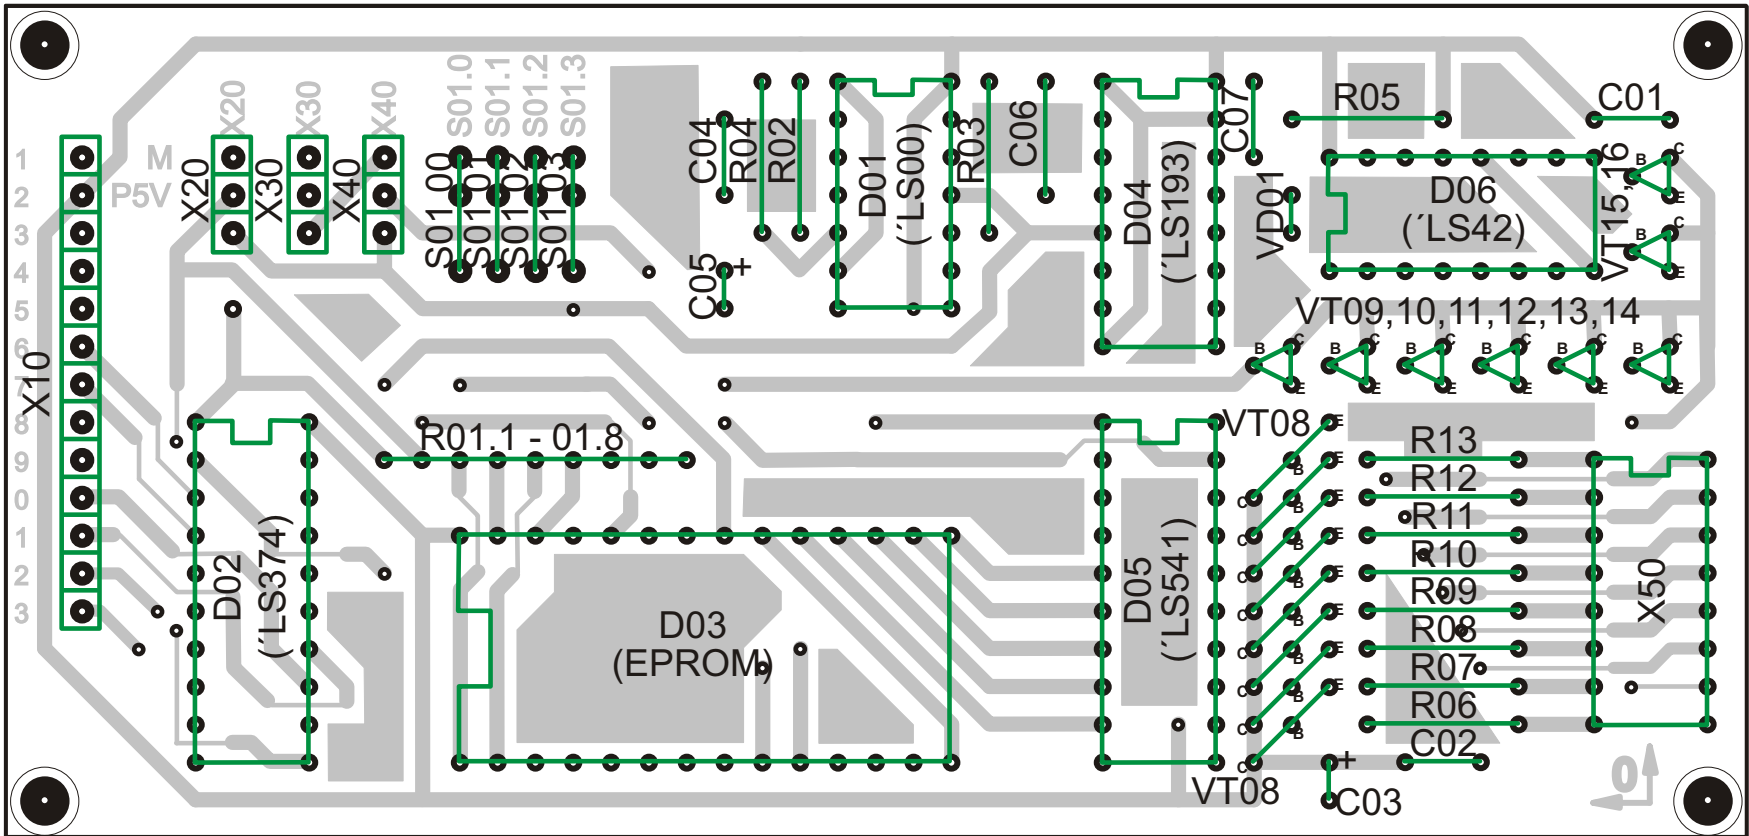 X20
X30
X40
S01.0
S01.1
S01.2
S01.3
1
2
3
4
5
6
7
8
9
0
1
2
3
M
P5V
X10
X20
X30
X40
S01.00
S01.01
S01.02
S01.03
C04
R04
R02
C05
+
D01
(´LS00)
R03
C06
D04
(´LS193)
C07
R05
C01
VD01
D06
(´LS42)
VT15,16
B C E
B C E
VT09,10,11,12,13,14
B C E
B C E
B C E
B C E
B C E
B C E
R01.1 - 01.8
D02
(´LS374)
D03
(EPROM)
D05
(´LS541)
VT08
C B E
C B E
C B E
C B E
C B E
C B E
C B E
C B E
VT08
R13
R12
R11
R10
R09
R08
R07
R06
C02
+
C03
X50
0